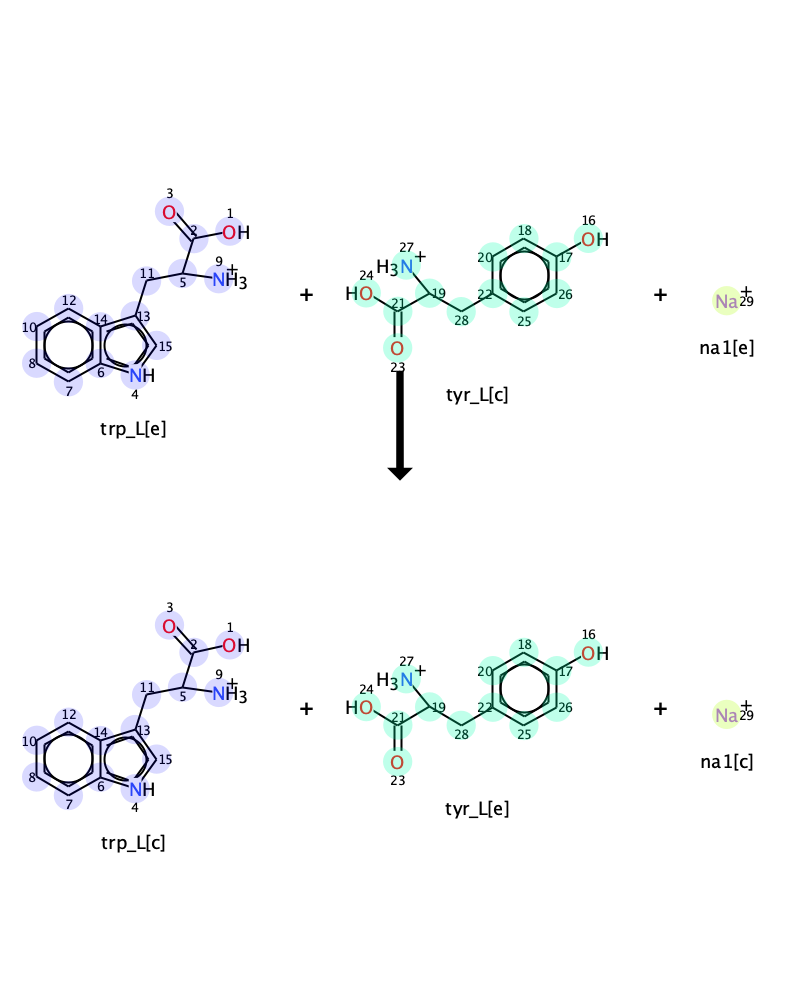 3
1
2
O
OH
9
11
5
NH3
+
12
14
13
10
15
8
6
NH
7
4
trp_L[e]
+
27
H3N
+
24
HO
21
19
O
23
28
22
20
18
17
16
OH
26
25
tyr_L[c]
+
Na
+
29
na1[e]
3
1
2
O
OH
9
11
5
NH3
+
12
14
13
10
15
8
6
NH
7
4
trp_L[c]
+
27
H3N
+
24
HO
21
19
O
23
28
22
20
18
17
16
OH
26
25
tyr_L[e]
+
Na
+
29
na1[c]